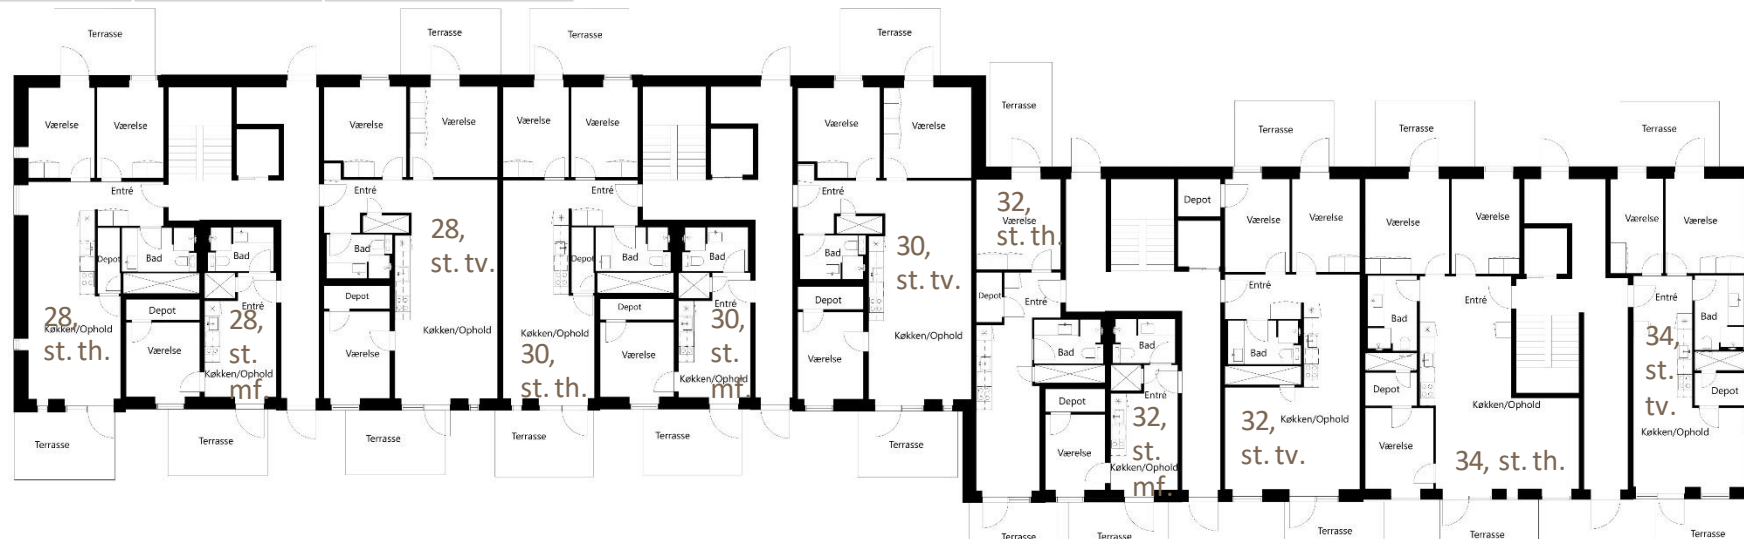 Terrasse
Terrasse
Terrasse
Terrasse
Terrasse
Terrasse
Terrasse
Terrasse
Værelse
Værelse
Værelse
Værelse
Værelse
Værelse
Værelse
Værelse
Entré
Entré
Entré
Entré
Depot
32,
st. th.
Værelse
Værelse
Værelse
Værelse
Værelse
Værelse
Værelse
28,
st. tv.
30,
st. tv.
Bad
Bad
Bad
Bad
Bad
Bad
Depot
Depot
Depot
Depot
Depot
Depot
Depot
Entré
Entré
Entré
Entré
Entré
Entré
28,
st. th.
Køkken/Ophold
28,
st.
mf.
Køkken/Ophold
Værelse
Værelse
Køkken/Ophold
Køkken/Ophold
30,
st. th.
Værelse
30,
st.
mf.
Køkken/Ophold
Værelse
Køkken/Ophold
Bad
Bad
Bad
Bad
Bad
34,
st.
tv.
Depot
Entré
Depot
Depot
Værelse
32,
st.
mf.
Køkken/Ophold
32,
st. tv.
Køkken/Ophold
Værelse
Køkken/Ophold
34, st. th.
Køkken/Ophold
Terrasse
Terrasse
Terrasse
Terrasse
Terrasse
Terrasse
Terrasse
Terrasse
Terrasse
Terrasse
Terrasse